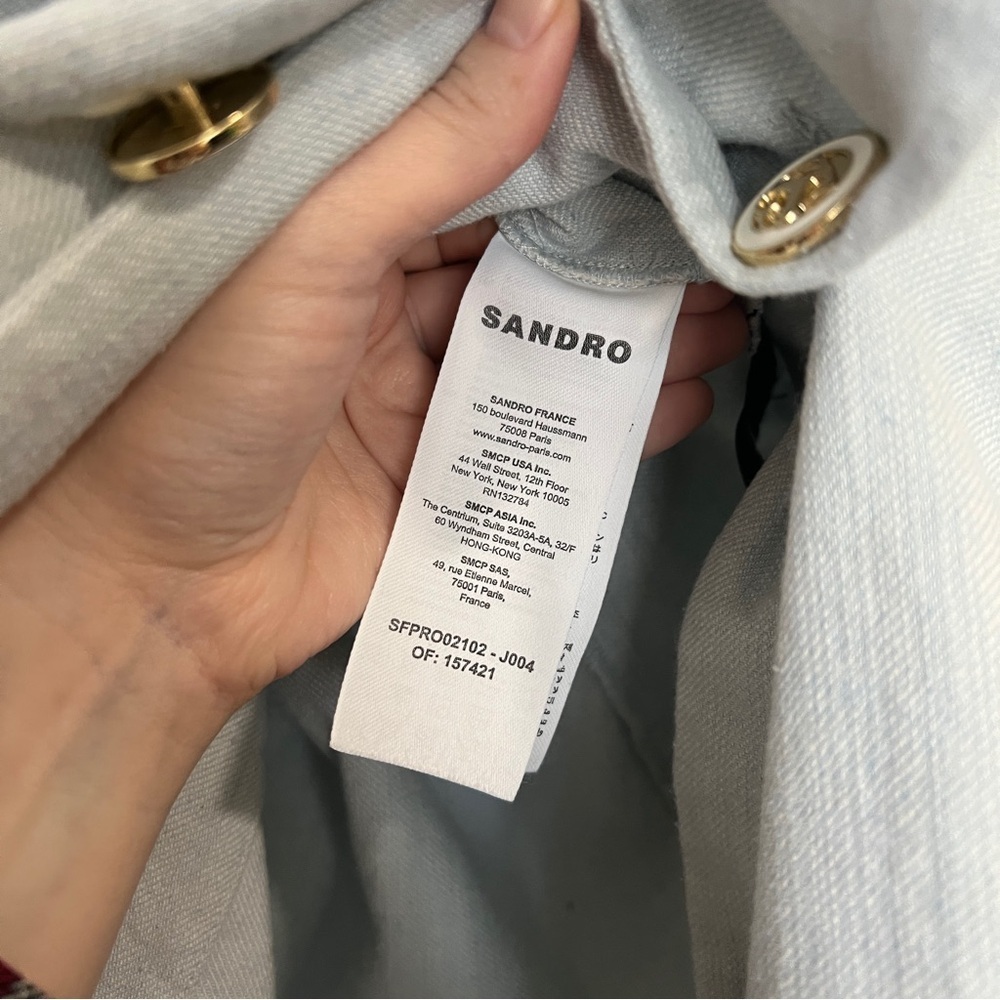 SANDRO
SANDRO FRANCE
150 boulevard Haussmann
75008 Paris
www.sandro-paris.com
SMCP USA Inc.
44 Wall Street, 12th Floor
New York, New York 10005
RN132784
SMCP ASIA Inc.
The Centrium, Suite 3203A-5A, 32/F
60 Wyndham Street, Central
HONG-KONG
SMCP SAS,
49, rue Etienne Marcel,
75001 Paris,
France
SFPRO02102 - J004
OF: 157421